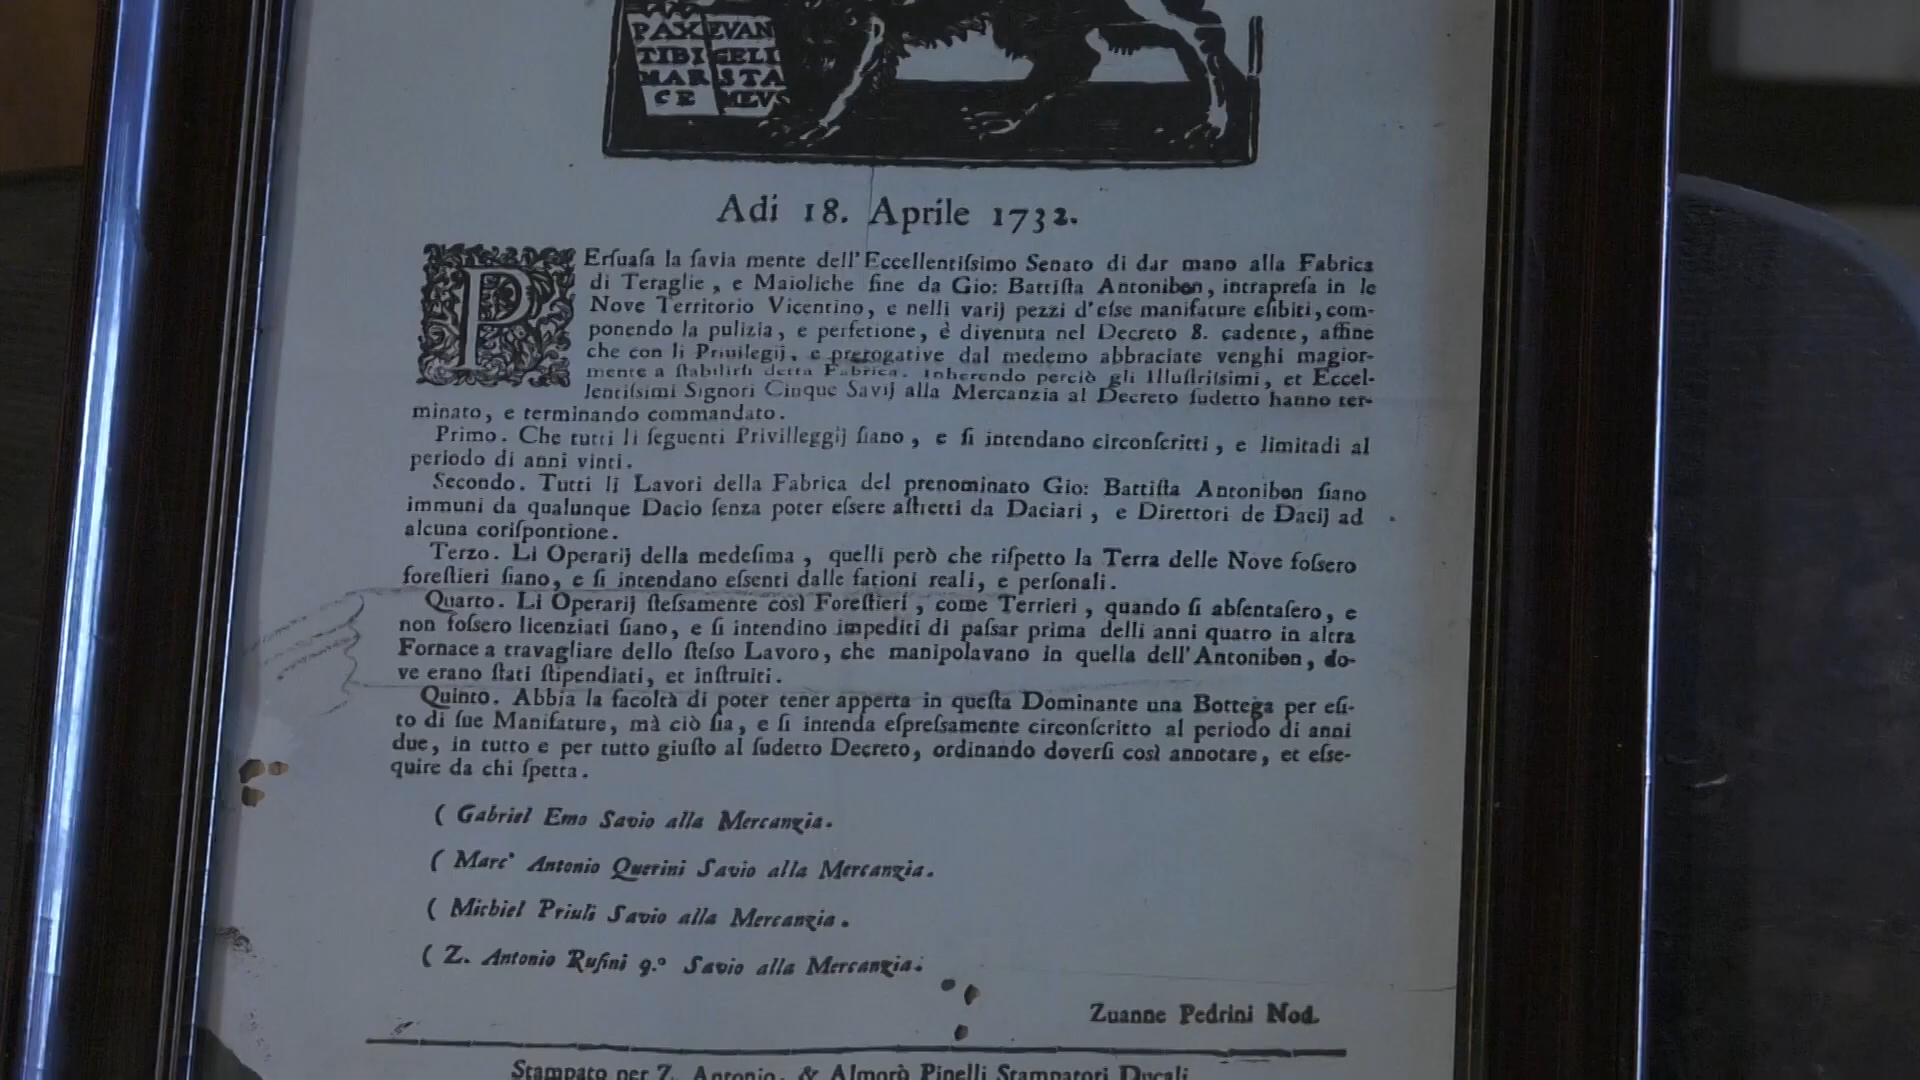 PAX EVAN
TIBI GELI
MAR STA
CE MEVS
Adi 18. Aprile 1732.
PErſuaſa la ſavia mente dell'Eccellentiſsimo Senato di dar mano alla Fabrica
di Teraglie, e Maioliche fine da Gio: Battiſta Antonibon, intrapreſa in le
Nove Territorio Vicentino, e nelli varij pezzi d'eſse manifature eſibiti, com-
ponendo la pulizia, e perfetione, è divenuta nel Decreto 8. cadente, affine
che con li Priuilegij, e prerogative dal medemo abbraciate venghi magior-
mente a ſtabilirſi detta Fabrica. Inherendo perciò gli Illuſtriſsimi, et Eccel-
lentiſsimi Signori Cinque Savij alla Mercanzia al Decreto ſudetto hanno ter-
minato, e terminando commandato.
Primo. Che tutti li ſeguenti Privilleggij ſiano, e ſi intendano circonſcritti, e limitadi al
periodo di anni vinti.
Secondo. Tutti li Lavori della Fabrica del prenominato Gio: Battiſta Antonibon ſiano
immuni da qualunque Dacio ſenza poter eſsere aſtretti da Daciari, e Direttori de Dacij ad
alcuna coriſpontione.
Terzo. Li Operarij della medeſima, quelli però che riſpetto la Terra delle Nove foſsero
foreſtieri ſiano, e ſi intendano eſsenti dalle fationi reali, e perſonali.
Quarto. Li Operarij ſteſsamente così Foreſtieri, come Terrieri, quando ſi abſentaſero, e
non foſsero licenziati ſiano, e ſi intendino impediti di paſsar prima delli anni quatro in altra
Fornace a travagliare dello ſteſso Lavoro, che manipolavano in quella dell'Antonibon, do-
ve erano ſtati ſtipendiati, et inſtruiti.
Quinto. Abbia la facoltà di poter tener apperta in queſta Dominante una Bottega per eſi-
to di ſue Manifature, mà ciò ſia, e ſi intenda eſpreſsamente circonſcritto al periodo di anni
due, in tutto e per tutto giuſto al ſudetto Decreto, ordinando doverſi così annotare, et eſse-
quire da chi ſpetta.
( Gabriel Emo Savio alla Mercanzia.
( Marc' Antonio Querini Savio alla Mercanzia.
( Michiel Priuli Savio alla Mercanzia.
( Z. Antonio Rufini q.º Savio alla Mercanzia.
Zuanne Pedrini Nod.
Stampato per Z. Antonio, & Almorò Pinelli Stampatori Ducali